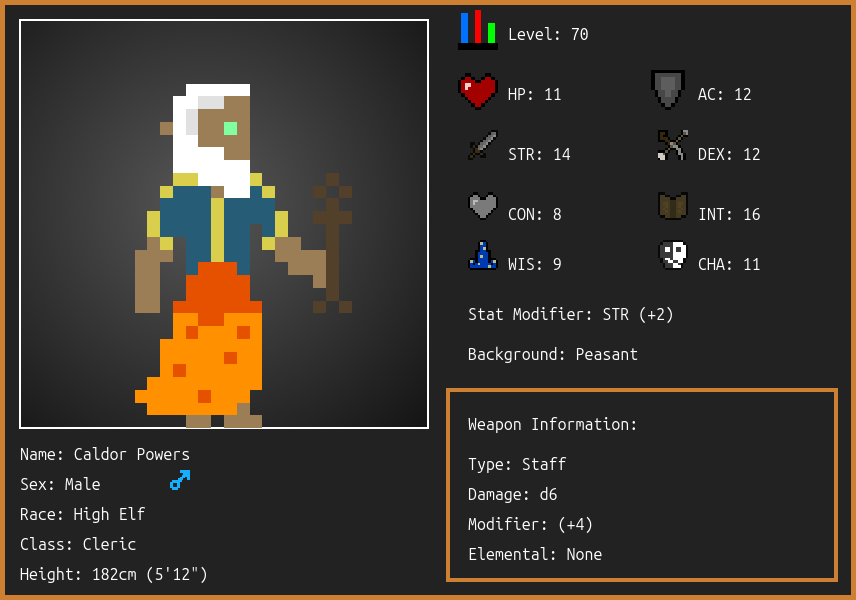 Level: 70
HP: 11
AC: 12
STR: 14
DEX: 12
CON: 8
INT: 16
WIS: 9
CHA: 11
Stat Modifier: STR (+2)
Background: Peasant
Weapon Information:
Type: Staff
Damage: d6
Modifier: (+4)
Elemental: None
Name: Caldor Powers
Sex: Male
Race: High Elf
Class: Cleric
Height: 182cm (5'12")